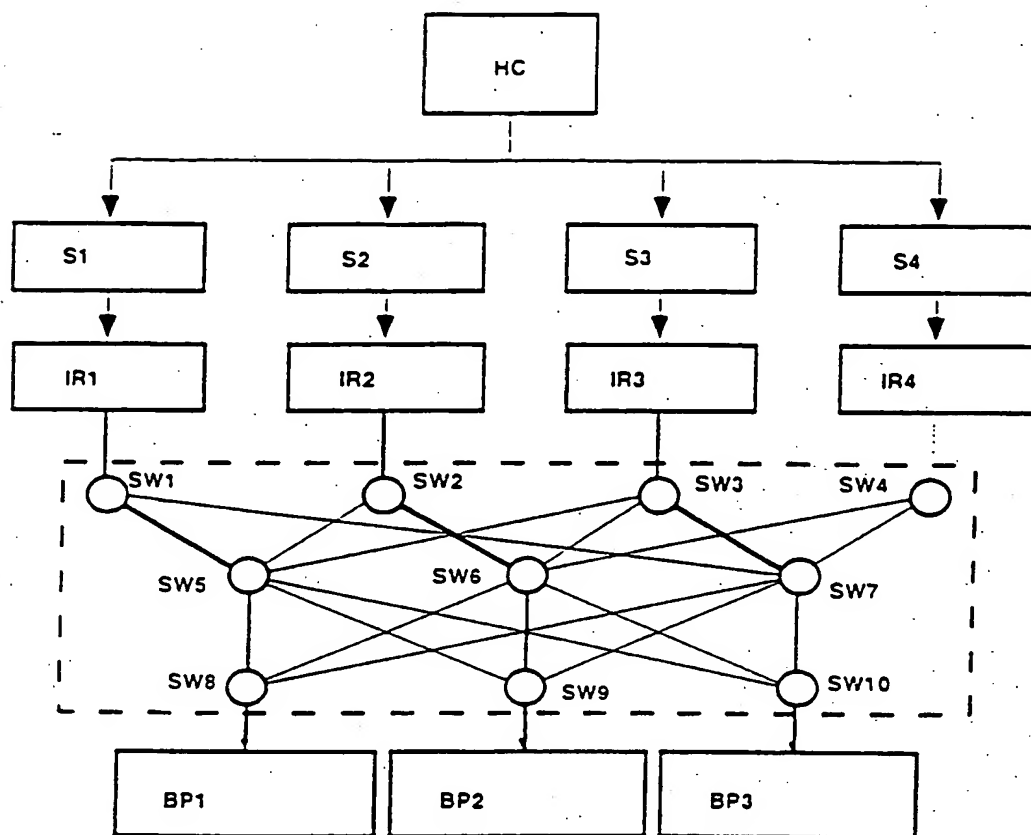 HC
S1 S2 S3 S4
IR1 IR2 IR3 IR4
SW1 SW2 SW3 SW4
SW5 SW6 SW7
SW8 SW9 SW10
BP1 BP2 BP3